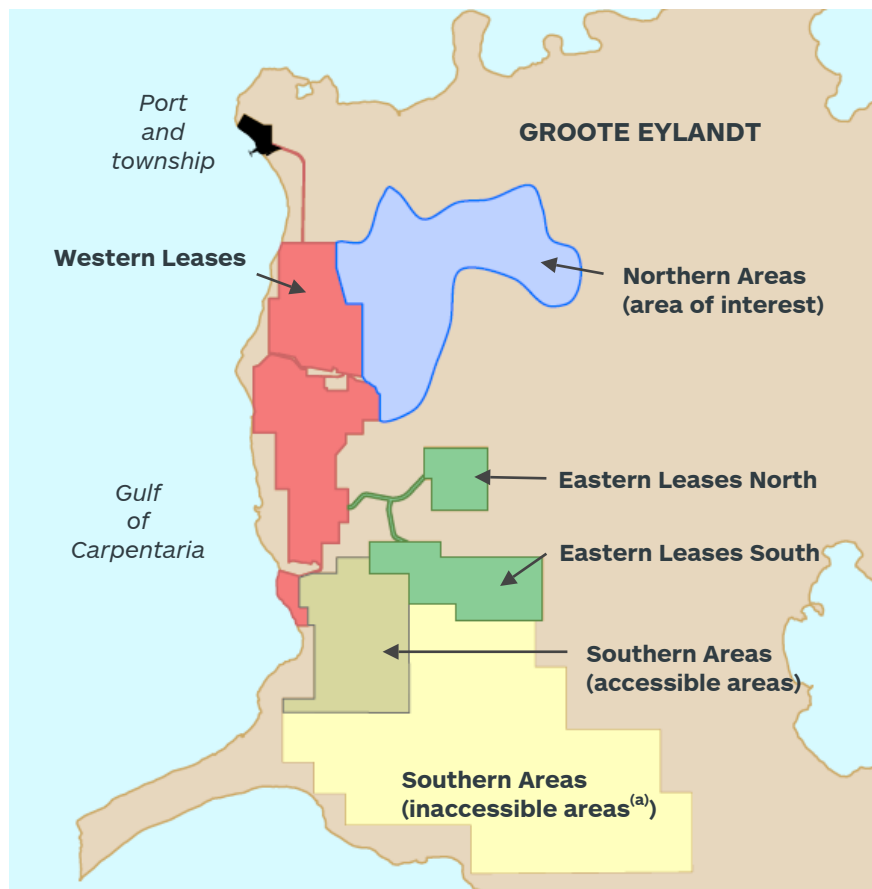 Port
and
township
GROOTE EYLANDT
Western Leases
Northern Areas
(area of interest)
Gulf
of
Carpentaria
Eastern Leases North
Eastern Leases South
Southern Areas
(accessible areas)
Southern Areas
(inaccessible areas(a))